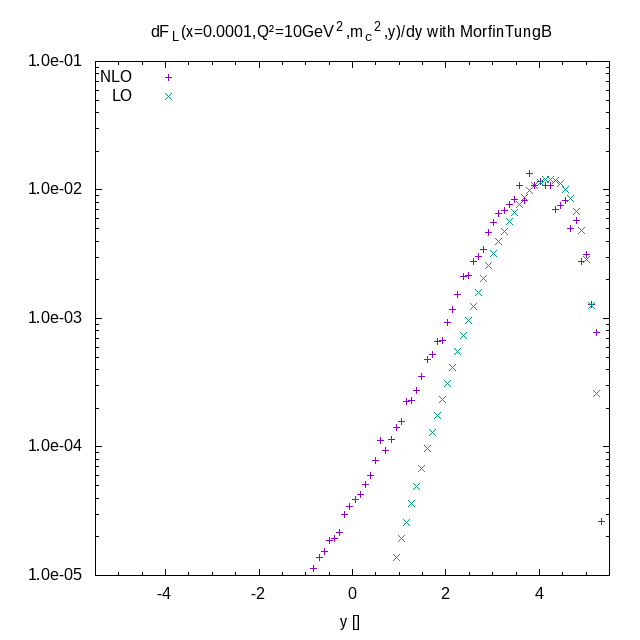 dF_L(x=0.0001,Q²=10GeV^2,m_c^2,y)/dy with MorfinTungB
1.0e-01
NLO
LO
1.0e-02
1.0e-03
1.0e-04
1.0e-05
-4 -2 0 2 4
y []